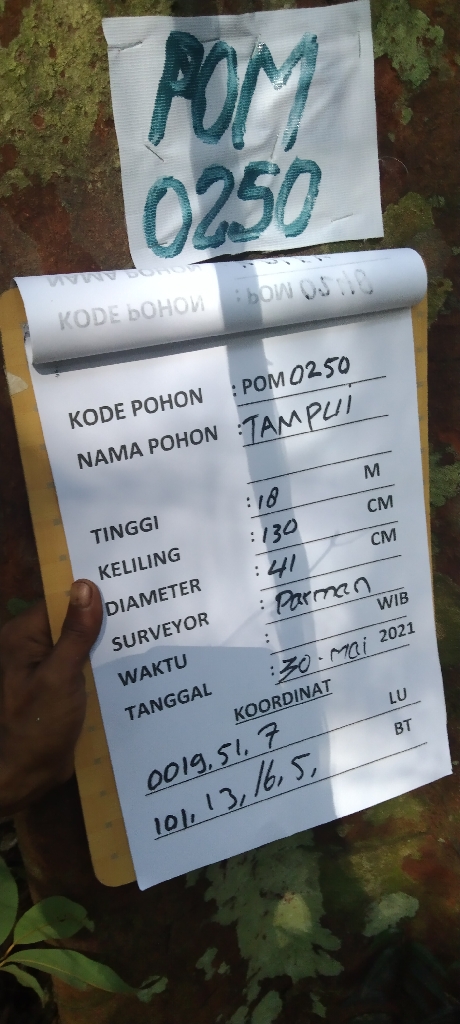 POM
0250
NAMA POHON
KODE POHON : POM 0248
KODE POHON : POM 0250
NAMA POHON : TAMPUI
TINGGI : 18 M
KELILING : 130 CM
DIAMETER : 41 CM
SURVEYOR : Parman
WAKTU : WIB
TANGGAL : 30 - Mai 2021
KOORDINAT
0019, 51, 7 LU
101, 13, 16, 5, BT